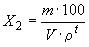 X₂ = m · 100 / V · ρᵗ